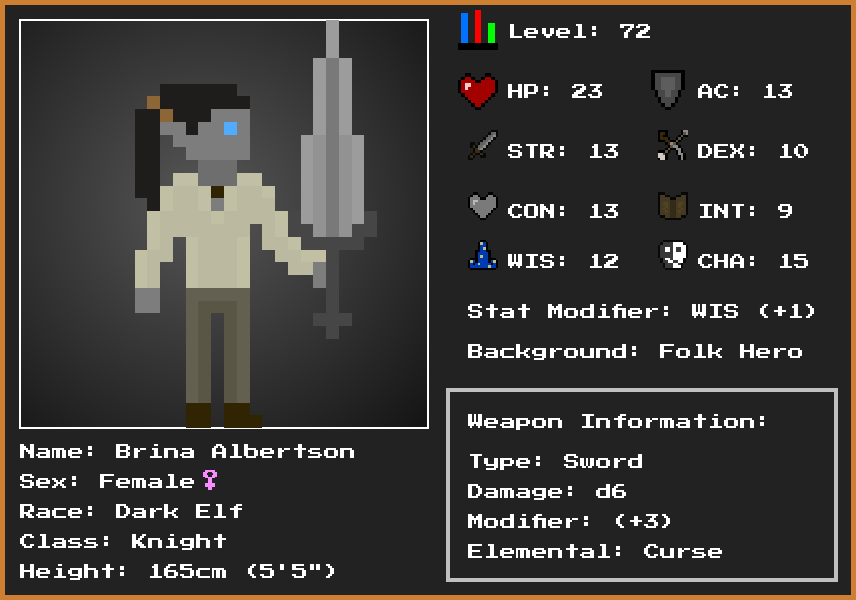 Level: 72
HP: 23 AC: 13
STR: 13 DEX: 10
CON: 13 INT: 9
WIS: 12 CHA: 15
Stat Modifier: WIS (+1)
Background: Folk Hero
Weapon Information:
Type: Sword
Damage: d6
Modifier: (+3)
Elemental: Curse
Name: Brina Albertson
Sex: Female♀
Race: Dark Elf
Class: Knight
Height: 165cm (5'5")